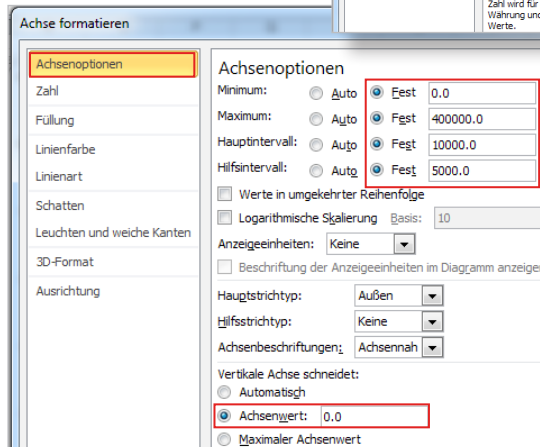 Zahl wird für
Währung und
Werte.
Achse formatieren
Achsenoptionen
Zahl
Füllung
Linienfarbe
Linienart
Schatten
Leuchten und weiche Kanten
3D-Format
Ausrichtung
Achsenoptionen
Minimum: Auto Fest 0.0
Maximum: Auto Fest 400000.0
Hauptintervall: Auto Fest 10000.0
Hilfsintervall: Auto Fest 5000.0
Werte in umgekehrter Reihenfolge
Logarithmische Skalierung Basis: 10
Anzeigeeinheiten: Keine
Beschriftung der Anzeigeeinheiten im Diagramm anzeigen
Hauptstrichtyp: Außen
Hilfsstrichtyp: Keine
Achsenbeschriftungen: Achsennah
Vertikale Achse schneidet:
Automatisch
Achsenwert: 0.0
Maximaler Achsenwert